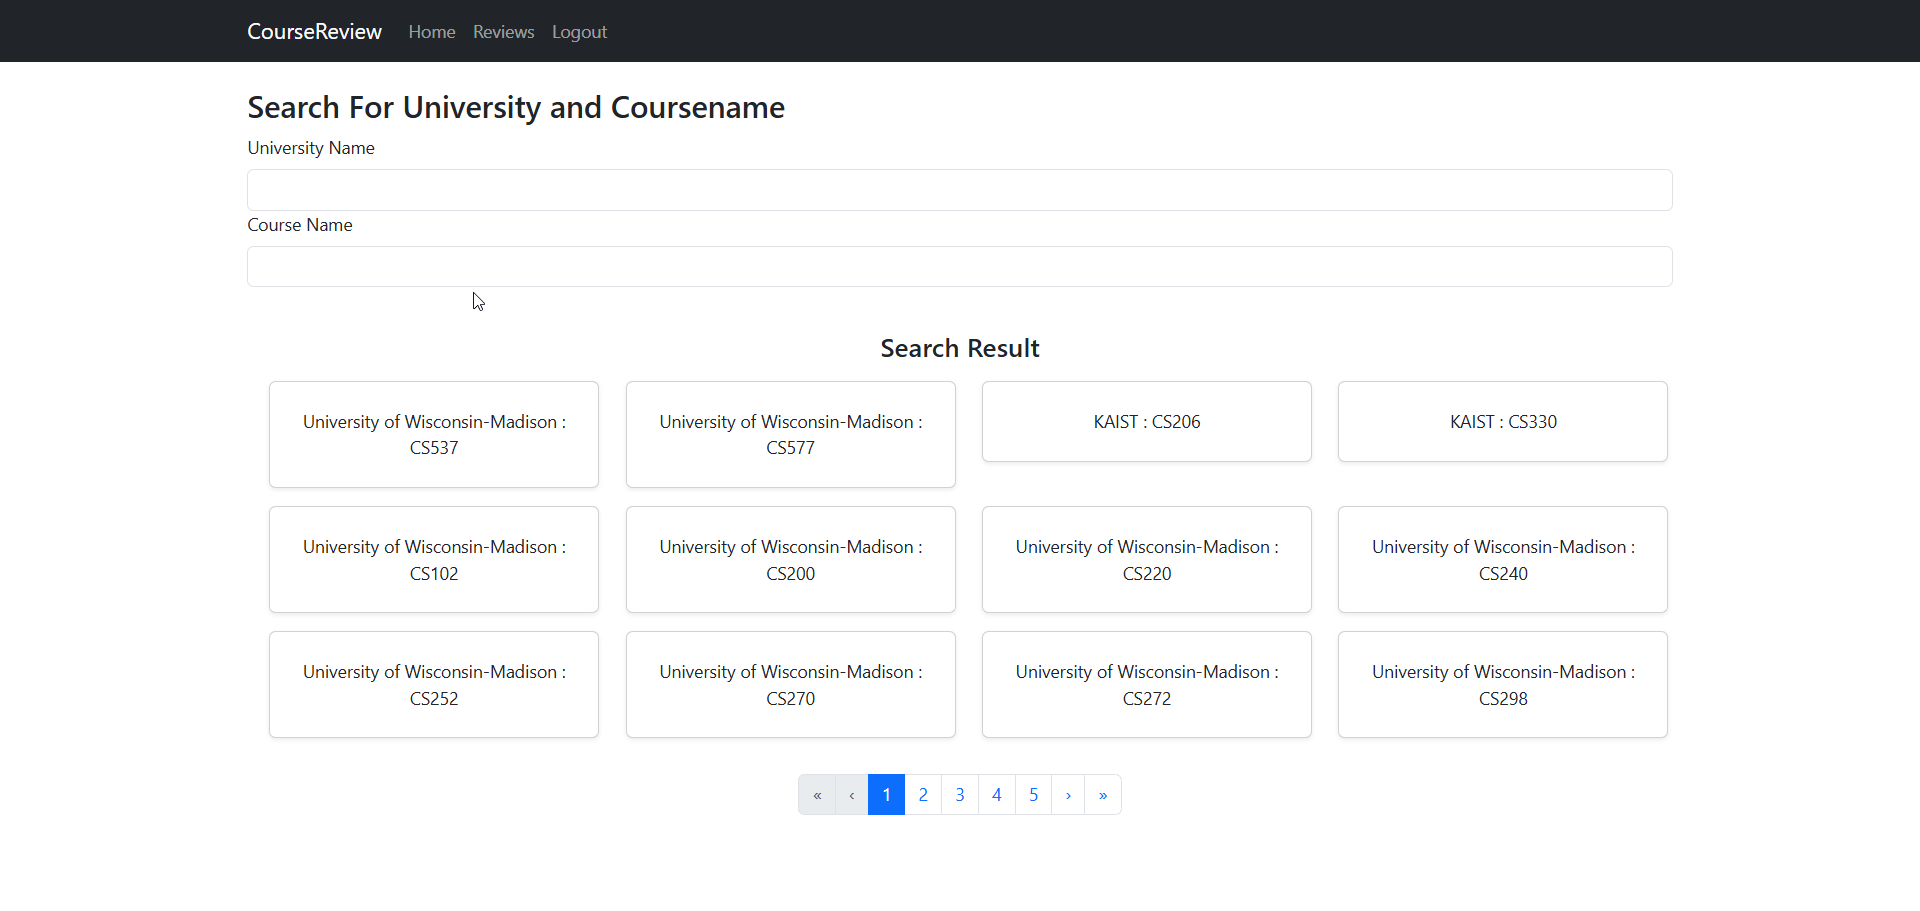 CourseReview Home Reviews Logout
Search For University and Coursename
University Name
Course Name
Search Result
University of Wisconsin-Madison :
CS537
University of Wisconsin-Madison :
CS577
KAIST : CS206
KAIST : CS330
University of Wisconsin-Madison :
CS102
University of Wisconsin-Madison :
CS200
University of Wisconsin-Madison :
CS220
University of Wisconsin-Madison :
CS240
University of Wisconsin-Madison :
CS252
University of Wisconsin-Madison :
CS270
University of Wisconsin-Madison :
CS272
University of Wisconsin-Madison :
CS298
« ‹ 1 2 3 4 5 › »